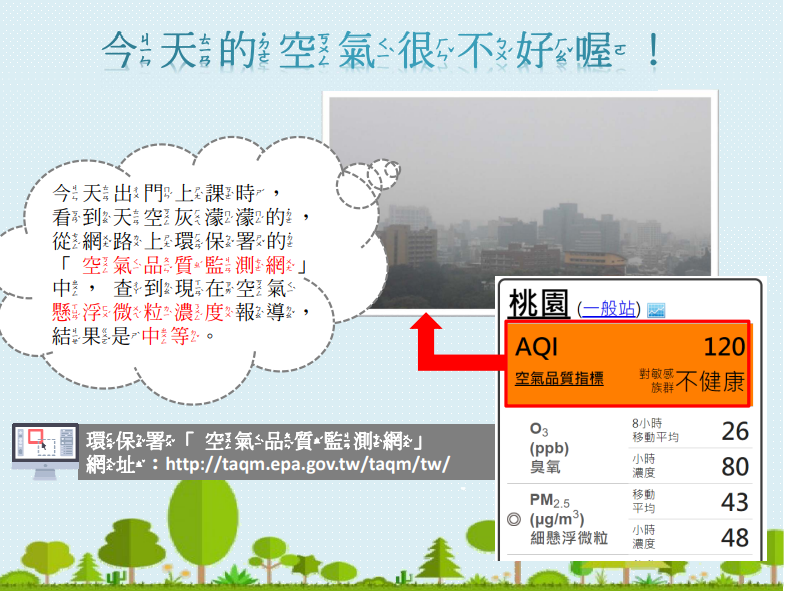 今天的空氣很不好喔！
今天出門上課時，
看到天空灰濛濛的，
從網路上環保署的
「空氣品質監測網」
中，查到現在空氣
懸浮微粒濃度報導，
結果是中等。
桃園 (一般站)
AQI 120
空氣品質指標 對敏感族群不健康
O3 (ppb) 臭氧
8小時移動平均 26
小時濃度 80
PM2.5 (μg/m3) 細懸浮微粒
移動平均 43
小時濃度 48
環保署「空氣品質監測網」
網址：http://taqm.epa.gov.tw/taqm/tw/